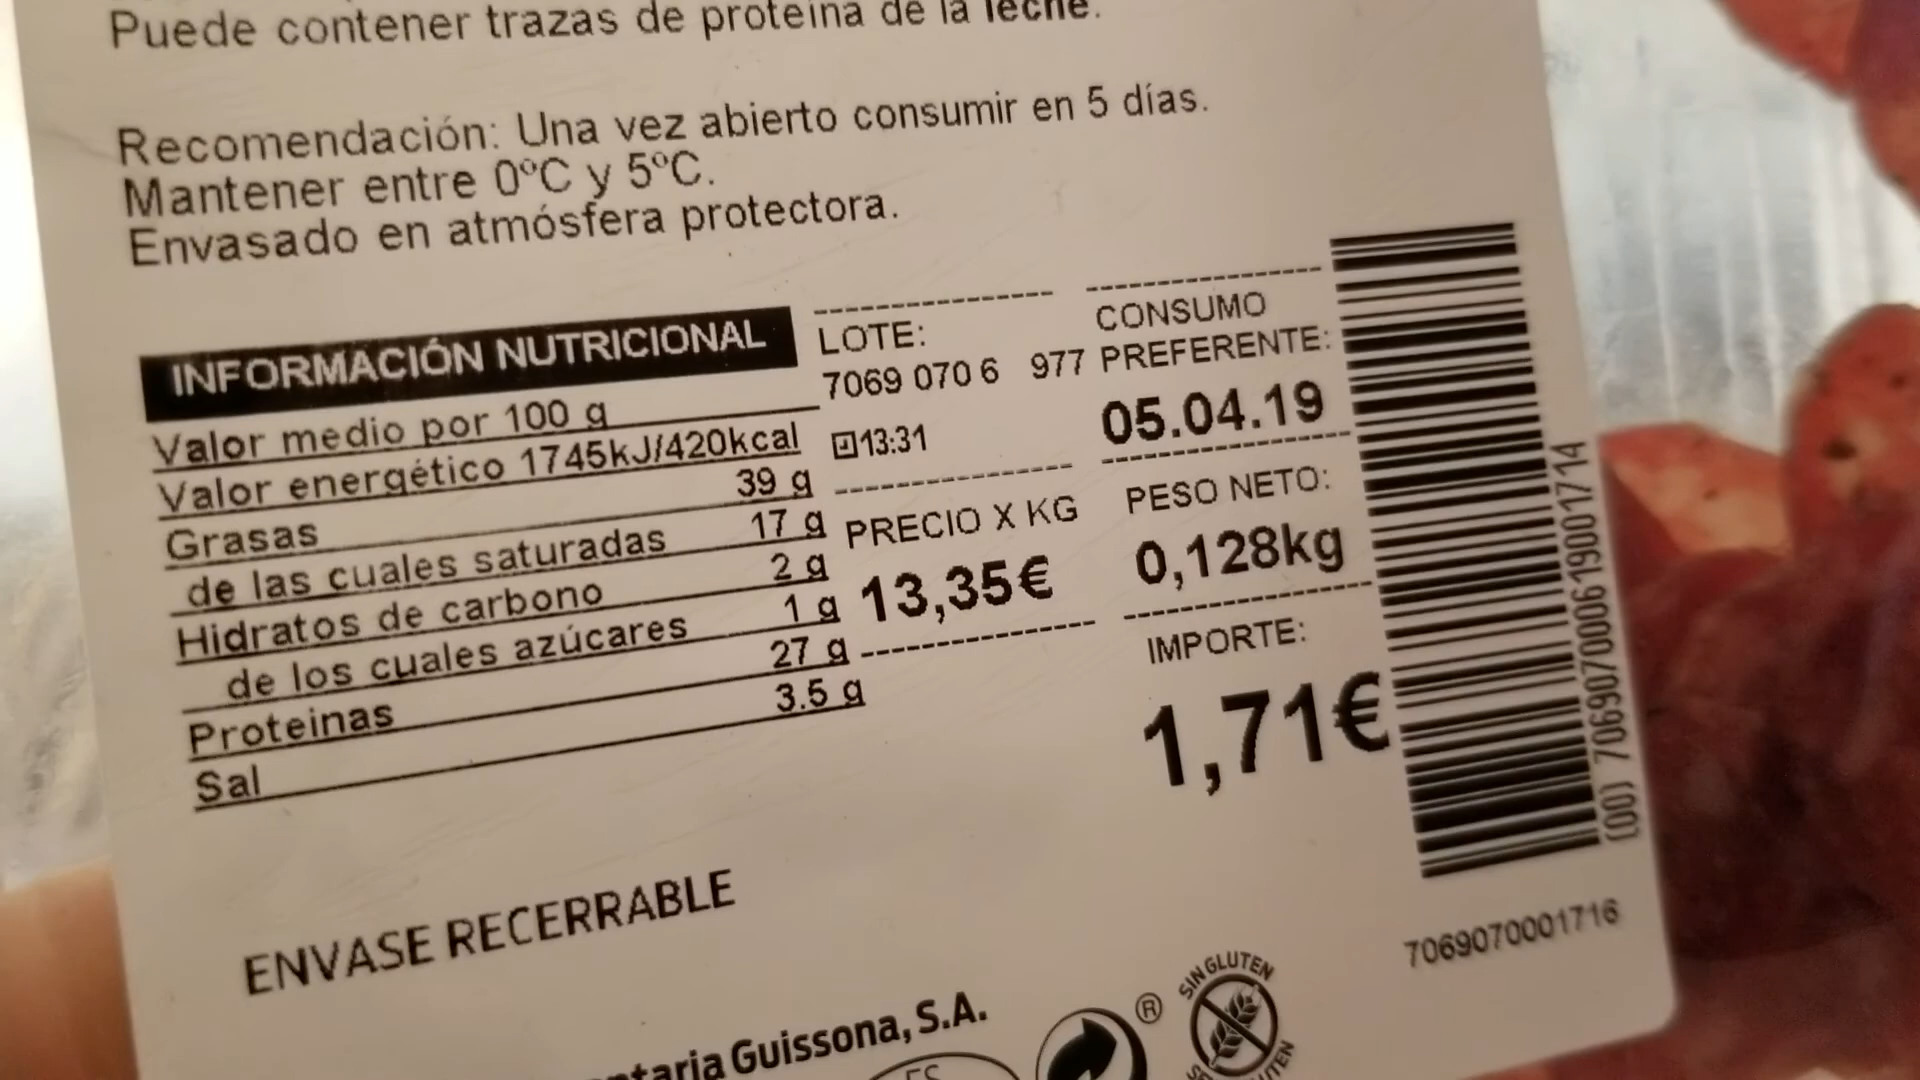 Puede contener trazas de proteína de la leche.
Recomendación: Una vez abierto consumir en 5 días.
Mantener entre 0ºC y 5ºC.
Envasado en atmósfera protectora.
INFORMACIÓN NUTRICIONAL
Valor medio por 100 g
Valor energético 1745kJ/420kcal
Grasas 39 g
de las cuales saturadas 17 g
Hidratos de carbono 2 g
de los cuales azúcares 1 g
Proteinas 27 g
Sal 3.5 g
LOTE:
7069 070 6 977
13:31
PRECIO X KG
13,35€
CONSUMO
PREFERENTE:
05.04.19
PESO NETO:
0,128kg
IMPORTE:
1,71€
(00) 706907000619001714
7069070001716
ENVASE RECERRABLE
Guissona, S.A.
ES
®
SIN GLUTEN